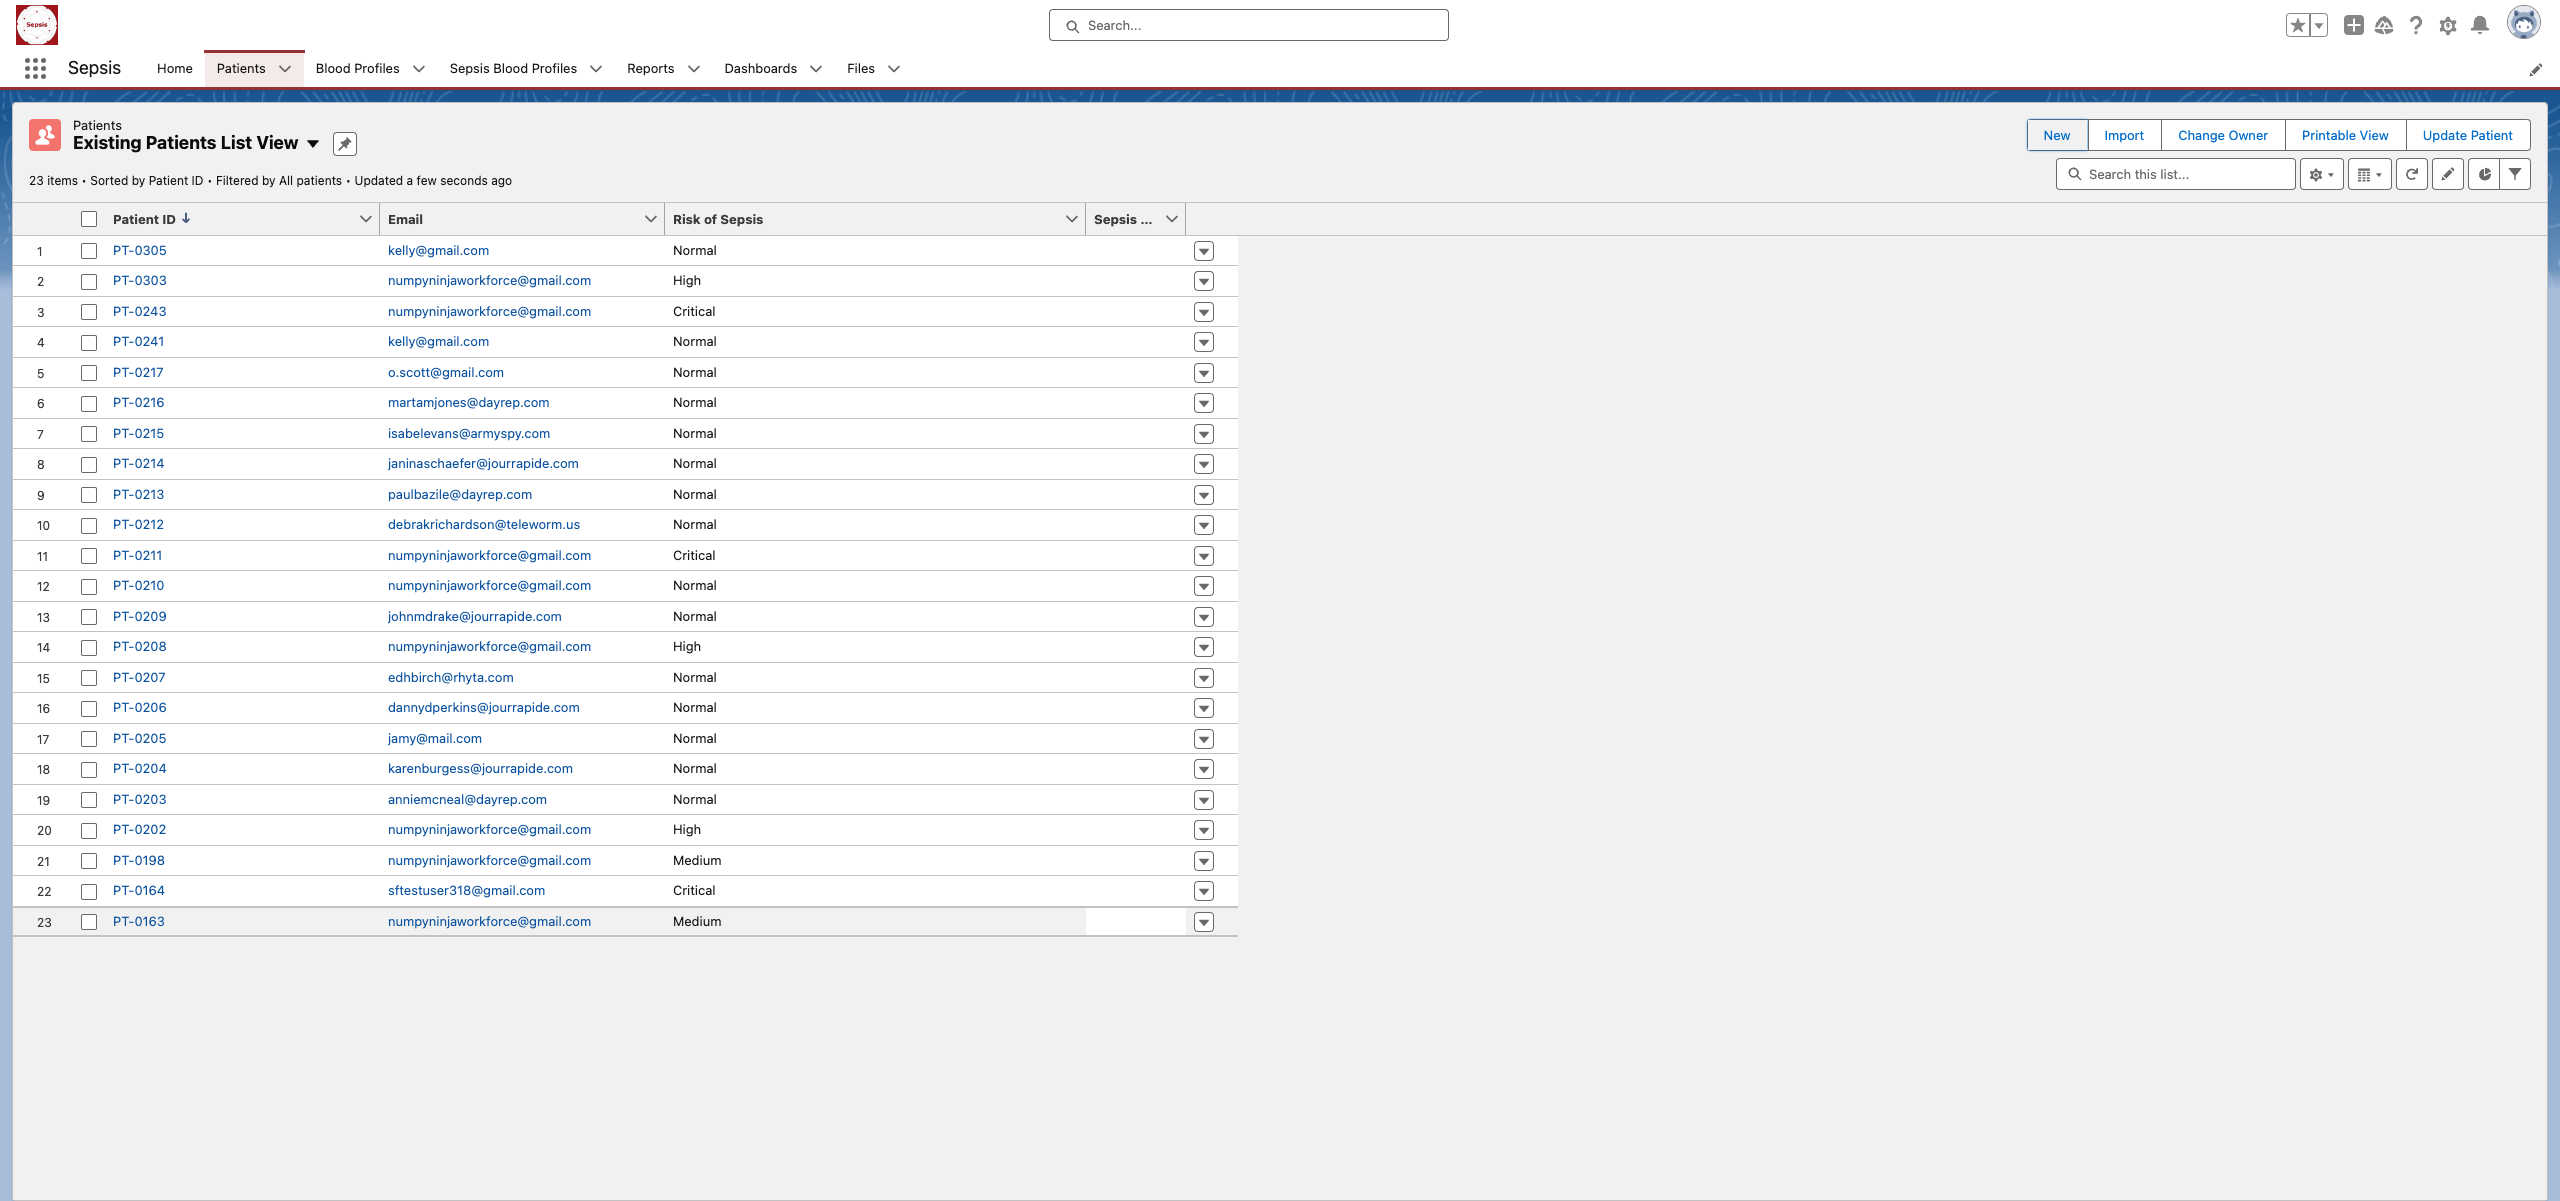 Sepsis
Search...
Sepsis Home Patients Blood Profiles Sepsis Blood Profiles Reports Dashboards Files
Patients
Existing Patients List View
New Import Change Owner Printable View Update Patient
23 items • Sorted by Patient ID • Filtered by All patients • Updated a few seconds ago
Search this list...
Patient ID Email Risk of Sepsis Sepsis ...
1 PT-0305 kelly@gmail.com Normal
2 PT-0303 numpyninjaworkforce@gmail.com High
3 PT-0243 numpyninjaworkforce@gmail.com Critical
4 PT-0241 kelly@gmail.com Normal
5 PT-0217 o.scott@gmail.com Normal
6 PT-0216 martamjones@dayrep.com Normal
7 PT-0215 isabelevans@armyspy.com Normal
8 PT-0214 janinaschaefer@jourrapide.com Normal
9 PT-0213 paulbazile@dayrep.com Normal
10 PT-0212 debrakrichardson@teleworm.us Normal
11 PT-0211 numpyninjaworkforce@gmail.com Critical
12 PT-0210 numpyninjaworkforce@gmail.com Normal
13 PT-0209 johnmdrake@jourrapide.com Normal
14 PT-0208 numpyninjaworkforce@gmail.com High
15 PT-0207 edhbirch@rhyta.com Normal
16 PT-0206 dannydperkins@jourrapide.com Normal
17 PT-0205 jamy@mail.com Normal
18 PT-0204 karenburgess@jourrapide.com Normal
19 PT-0203 anniemcneal@dayrep.com Normal
20 PT-0202 numpyninjaworkforce@gmail.com High
21 PT-0198 numpyninjaworkforce@gmail.com Medium
22 PT-0164 sftestuser318@gmail.com Critical
23 PT-0163 numpyninjaworkforce@gmail.com Medium